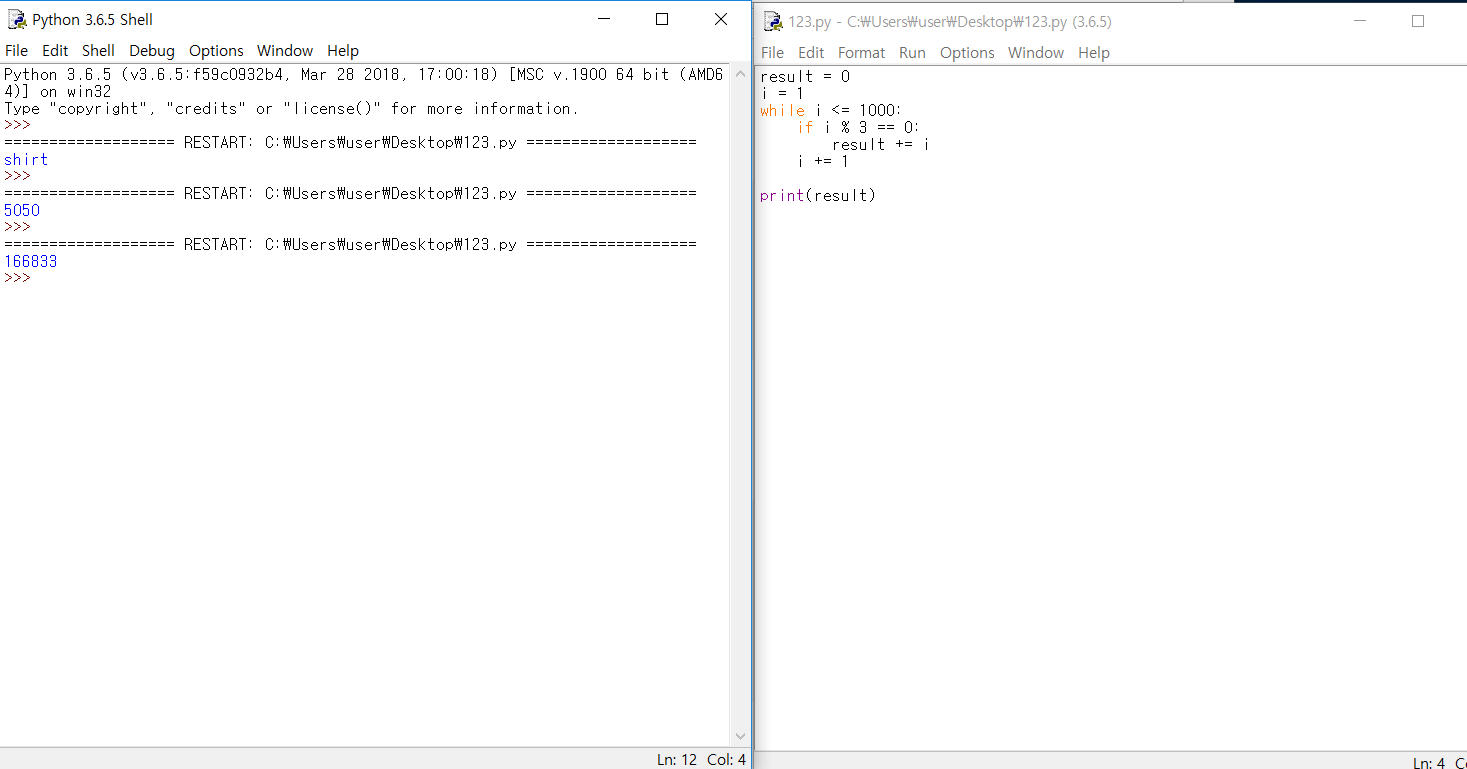 Python 3.6.5 Shell
File Edit Shell Debug Options Window Help
Python 3.6.5 (v3.6.5:f59c0932b4, Mar 28 2018, 17:00:18) [MSC v.1900 64 bit (AMD6
4)] on win32
Type "copyright", "credits" or "license()" for more information.
>>>
=================== RESTART: C:₩Users₩user₩Desktop₩123.py ===================
shirt
>>>
=================== RESTART: C:₩Users₩user₩Desktop₩123.py ===================
5050
>>>
=================== RESTART: C:₩Users₩user₩Desktop₩123.py ===================
166833
>>>
Ln: 12 Col: 4
123.py - C:₩Users₩user₩Desktop₩123.py (3.6.5)
File Edit Format Run Options Window Help
result = 0
i = 1
while i <= 1000:
    if i % 3 == 0:
        result += i
    i += 1

print(result)
Ln: 4 Co